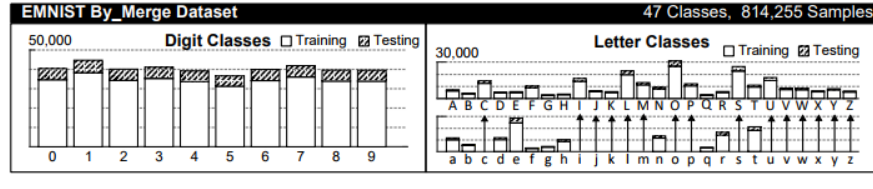 EMNIST By_Merge Dataset
47 Classes, 814,255 Samples
50,000
Digit Classes
Training
Testing
0 1 2 3 4 5 6 7 8 9
Letter Classes
Training
Testing
30,000
A B C D E F G H I J K L M N O P Q R S T U V W X Y Z
a b c d e f g h i j k l m n o p q r s t u v w x y z